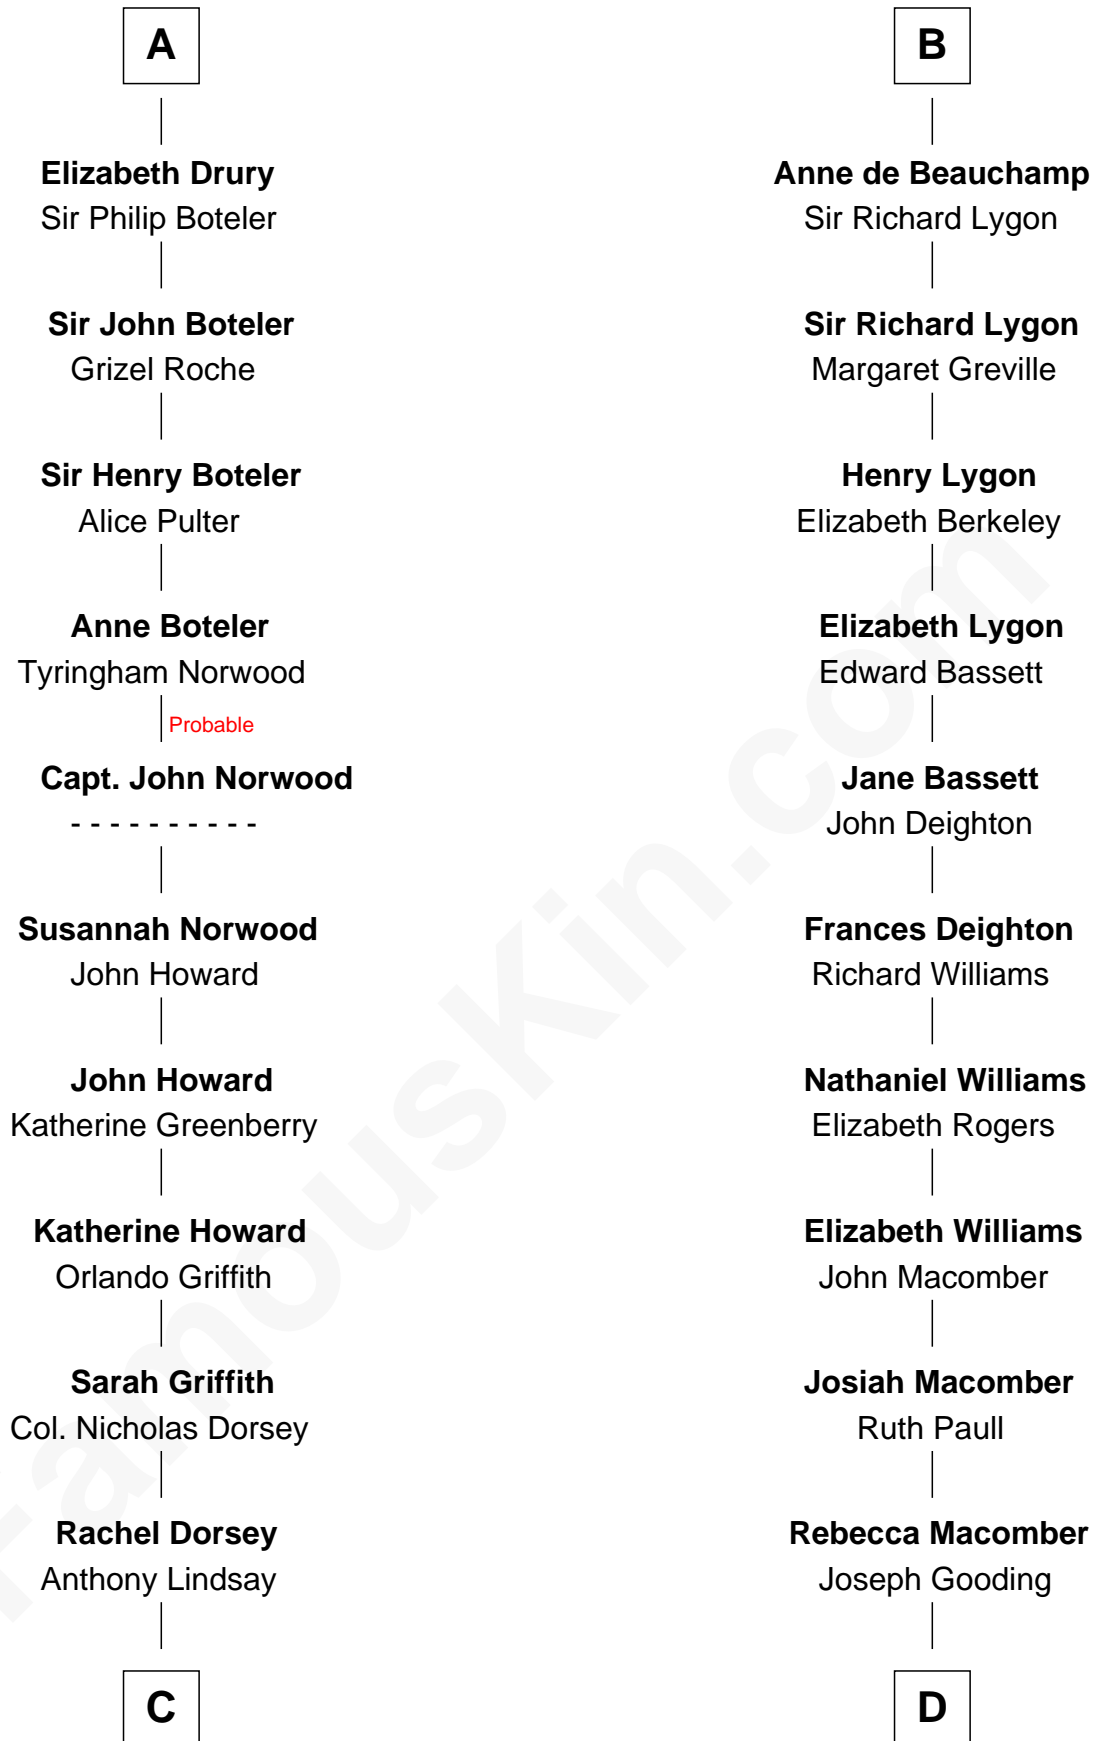 A
Elizabeth Drury
Sir Philip Boteler
Sir John Boteler
Grizel Roche
Sir Henry Boteler
Alice Pulter
Anne Boteler
Tyringham Norwood
Probable
Capt. John Norwood
- - - - - - - - - -
Susannah Norwood
John Howard
John Howard
Katherine Greenberry
Katherine Howard
Orlando Griffith
Sarah Griffith
Col. Nicholas Dorsey
Rachel Dorsey
Anthony Lindsay
C
B
Anne de Beauchamp
Sir Richard Lygon
Sir Richard Lygon
Margaret Greville
Henry Lygon
Elizabeth Berkeley
Elizabeth Lygon
Edward Bassett
Jane Bassett
John Deighton
Frances Deighton
Richard Williams
Nathaniel Williams
Elizabeth Rogers
Elizabeth Williams
John Macomber
Josiah Macomber
Ruth Paull
Rebecca Macomber
Joseph Gooding
D
FamousKin.com